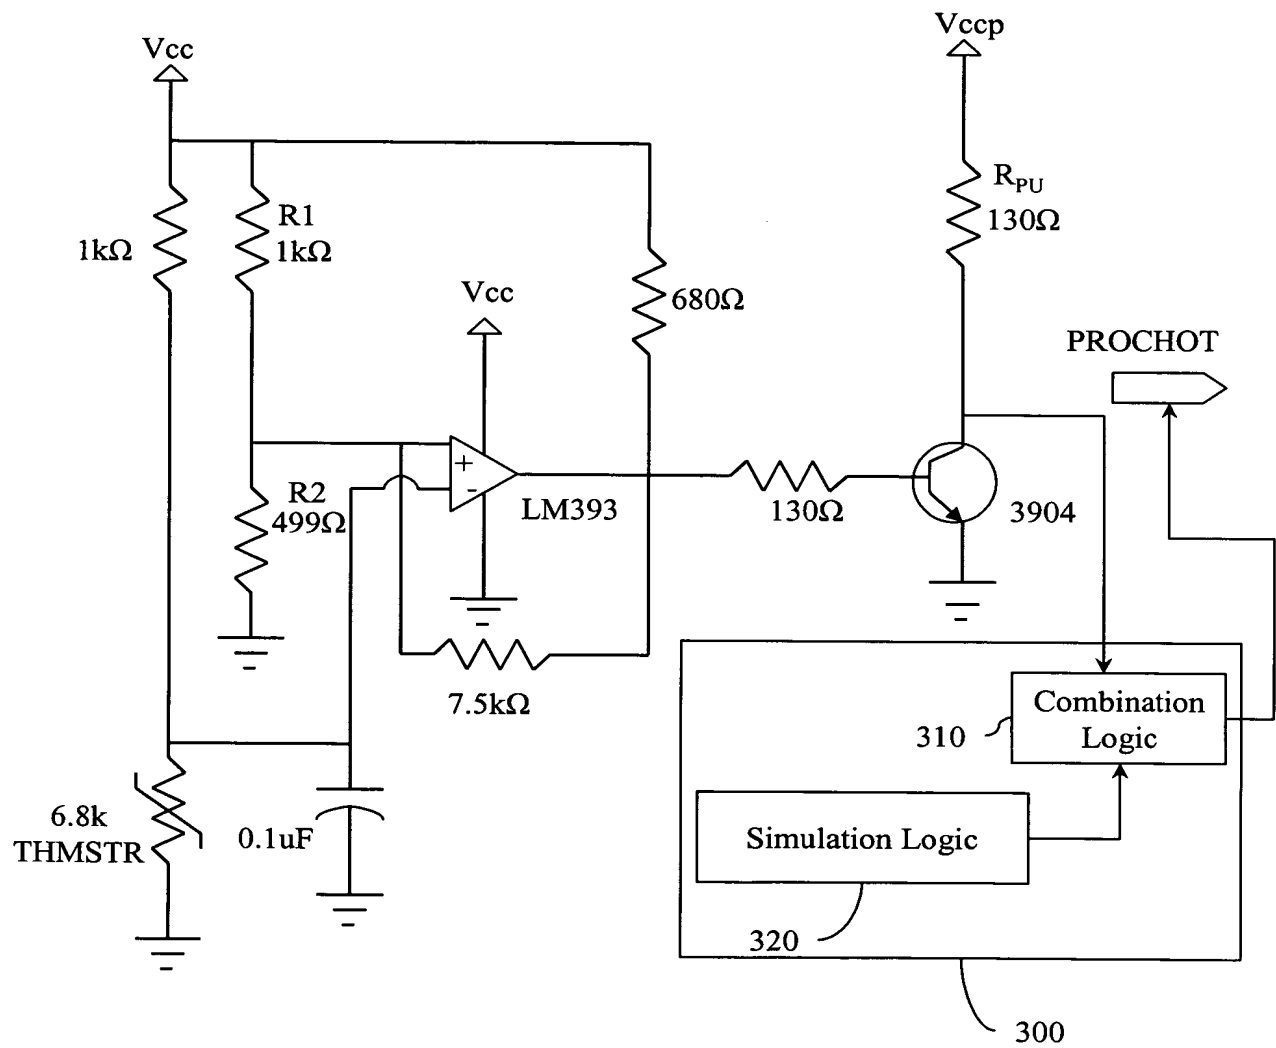 Vcc
Vccp
R1
1kΩ
1kΩ
RPU
130Ω
Vcc
680Ω
PROCHOT
+
-
R2
499Ω
LM393
130Ω
3904
7.5kΩ
Combination
Logic
310
6.8k
THMSTR
0.1uF
Simulation Logic
320
300